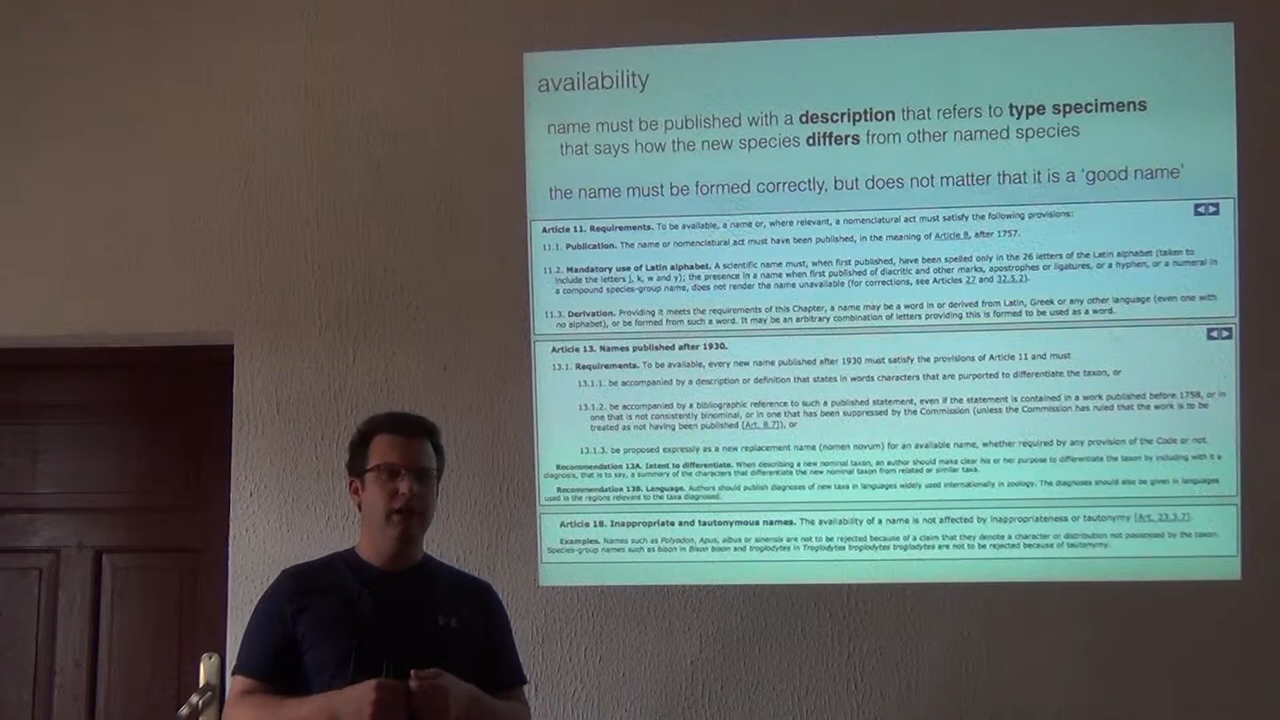 availability
name must be published with a description that refers to type specimens
that says how the new species differs from other named species
the name must be formed correctly, but does not matter that it is a ‘good name’
Article 11. Requirements. To be available, a name or, where relevant, a nomenclatural act must satisfy the following provisions:
11.1. Publication. The name or nomenclatural act must have been published, in the meaning of Article 8, after 1757.
11.2. Mandatory use of Latin alphabet. A scientific name must, when first published, have been spelled only in the 26 letters of the Latin alphabet (taken to
include the letters j, k, w and y); the presence in a name when first published of diacritic and other marks, apostrophes or ligatures, or a hyphen, or a numeral in
a compound species-group name, does not render the name unavailable (for corrections, see Articles 27 and 32.5.2).
11.3. Derivation. Providing it meets the requirements of this Chapter, a name may be a word in or derived from Latin, Greek or any other language (even one with
no alphabet), or be formed from such a word. It may be an arbitrary combination of letters providing this is formed to be used as a word.
Article 13. Names published after 1930.
13.1. Requirements. To be available, every new name published after 1930 must satisfy the provisions of Article 11 and must
13.1.1. be accompanied by a description or definition that states in words characters that are purported to differentiate the taxon, or
13.1.2. be accompanied by a bibliographic reference to such a published statement, even if the statement is contained in a work published before 1758, or in
one that is not consistently binominal, or in one that has been suppressed by the Commission (unless the Commission has ruled that the work is to be
treated as not having been published [Art. 8.7]), or
13.1.3. be proposed expressly as a new replacement name (nomen novum) for an available name, whether required by any provision of the Code or not.
Recommendation 13A. Intent to differentiate. When describing a new nominal taxon, an author should make clear his or her purpose to differentiate the taxon by including with it a
diagnosis, that is to say, a summary of the characters that differentiate the new nominal taxon from related or similar taxa.
Recommendation 13B. Language. Authors should publish diagnoses of new taxa in languages widely used internationally in zoology. The diagnoses should also be given in languages
used in the regions relevant to the taxa diagnosed.
Article 18. Inappropriate and tautonymous names. The availability of a name is not affected by inappropriateness or tautonymy [Art. 23.3.7].
Examples. Names such as Polyodon, Apus, albus or sinensis are not to be rejected because of a claim that they denote a character or distribution not possessed by the taxon.
Species-group names such as bison in Bison bison and troglodytes in Troglodytes troglodytes troglodytes are not to be rejected because of tautonymy.